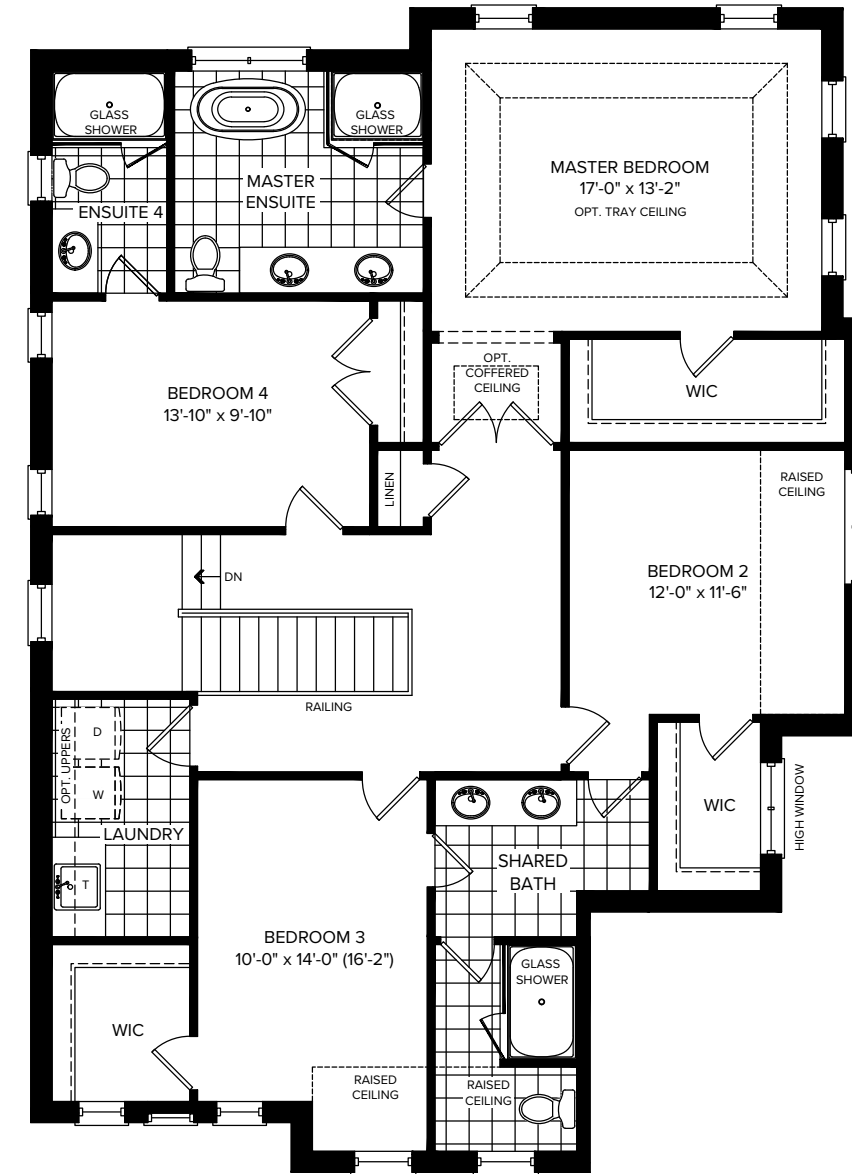 GLASS
SHOWER
GLASS
SHOWER
MASTER
ENSUITE
ENSUITE 4
MASTER BEDROOM
17'-0" x 13'-2"
OPT. TRAY CEILING
OPT.
COFFERED
CEILING
WIC
BEDROOM 4
13'-10" x 9'-10"
LINEN
RAISED
CEILING
DN
BEDROOM 2
12'-0" x 11'-6"
RAILING
OPT. UPPERS
D
W
LAUNDRY
T
WIC
HIGH WINDOW
SHARED
BATH
BEDROOM 3
10'-0" x 14'-0" (16'-2")
GLASS
SHOWER
WIC
RAISED
CEILING
RAISED
CEILING